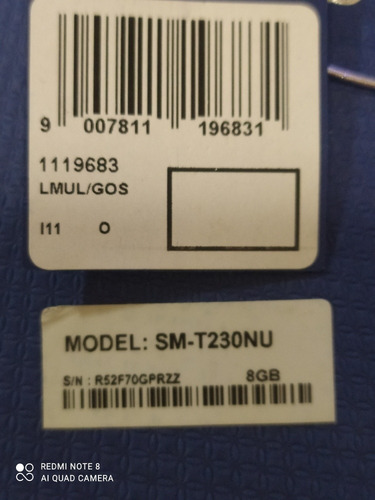 9 007811 196831
1119683
LMUL/GOS
I11 O
MODEL: SM-T230NU
S/N : R52F70GPRZZ 8GB
REDMI NOTE 8
AI QUAD CAMERA